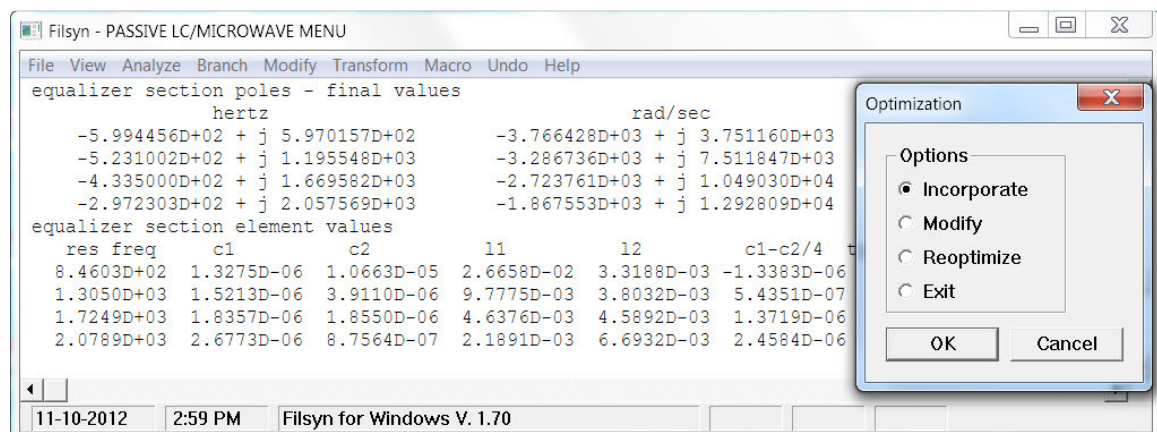 Filsyn - PASSIVE LC/MICROWAVE MENU
File View Analyze Branch Modify Transform Macro Undo Help
equalizer section poles - final values
hertz rad/sec
-5.994456D+02 + j 5.970157D+02 -3.766428D+03 + j 3.751160D+03
-5.231002D+02 + j 1.195548D+03 -3.286736D+03 + j 7.511847D+03
-4.335000D+02 + j 1.669582D+03 -2.723761D+03 + j 1.049030D+04
-2.972303D+02 + j 2.057569D+03 -1.867553D+03 + j 1.292809D+04
equalizer section element values
res freq c1 c2 l1 l2 c1-c2/4 t
8.4603D+02 1.3275D-06 1.0663D-05 2.6658D-02 3.3188D-03 -1.3383D-06
1.3050D+03 1.5213D-06 3.9110D-06 9.7775D-03 3.8032D-03 5.4351D-07
1.7249D+03 1.8357D-06 1.8550D-06 4.6376D-03 4.5892D-03 1.3719D-06
2.0789D+03 2.6773D-06 8.7564D-07 2.1891D-03 6.6932D-03 2.4584D-06
11-10-2012 2:59 PM Filsyn for Windows V. 1.70
Optimization
Options
Incorporate
Modify
Reoptimize
Exit
OK Cancel